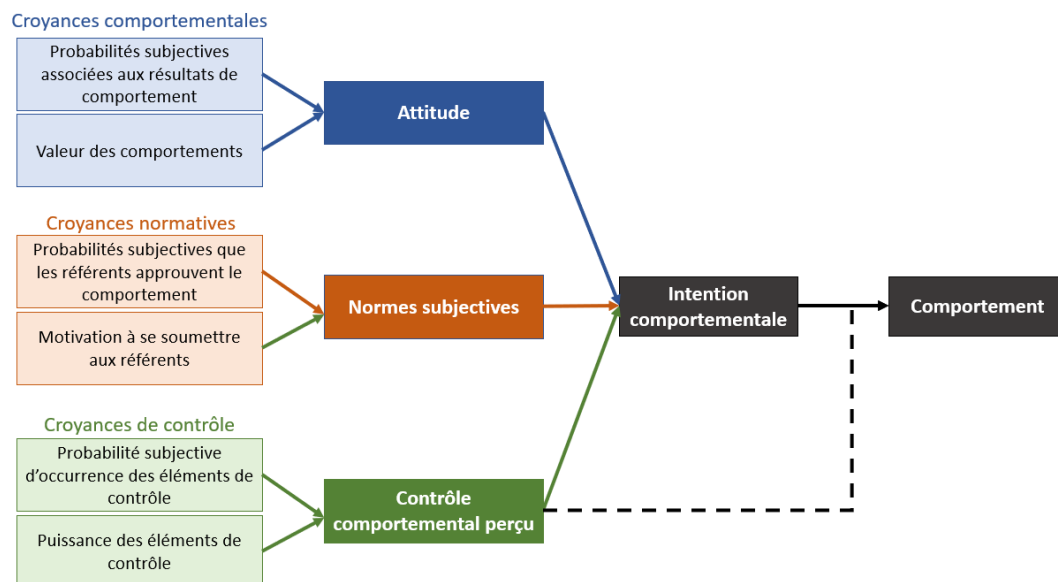 Croyances comportementales
Probabilités subjectives
associées aux résultats de
comportement
Valeur des comportements
Attitude
Croyances normatives
Probabilités subjectives que
les référents approuvent le
comportement
Motivation à se soumettre
aux référents
Normes subjectives
Intention
comportementale
Comportement
Croyances de contrôle
Probabilité subjective
d'occurrence des éléments de
contrôle
Puissance des éléments de
contrôle
Contrôle
comportemental perçu